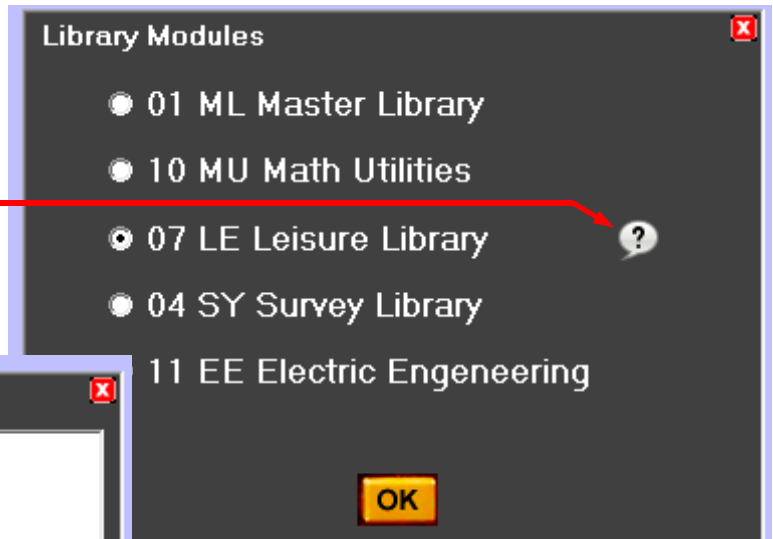 Library Modules
01 ML Master Library
10 MU Math Utilities
07 LE Leisure Library
?
04 SY Survey Library
11 EE Electric Engeneering
OK